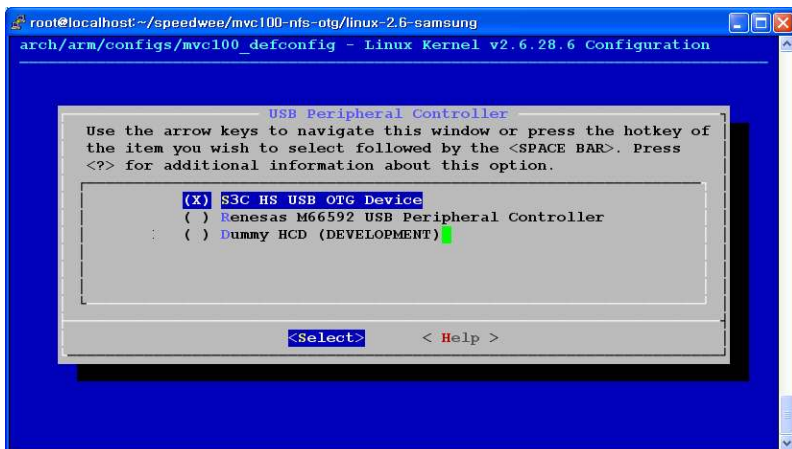 root@localhost:~/speedwee/mvc100-nfs-otg/linux-2.6-samsung
arch/arm/configs/mvc100_defconfig - Linux Kernel v2.6.28.6 Configuration
USB Peripheral Controller
Use the arrow keys to navigate this window or press the hotkey of
the item you wish to select followed by the <SPACE BAR>. Press
<?> for additional information about this option.
(X) S3C HS USB OTG Device
( ) Renesas M66592 USB Peripheral Controller
( ) Dummy HCD (DEVELOPMENT)
<Select> < Help >